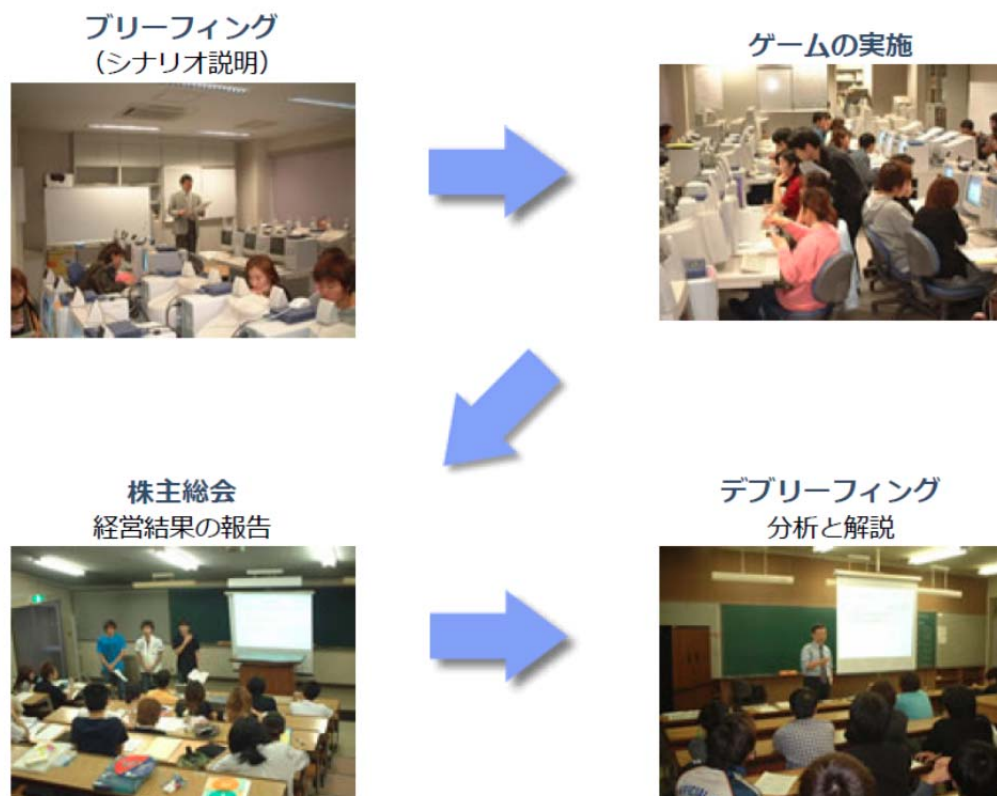 ブリーフィング
（シナリオ説明）
ゲームの実施
株主総会
経営結果の報告
デブリーフィング
分析と解説